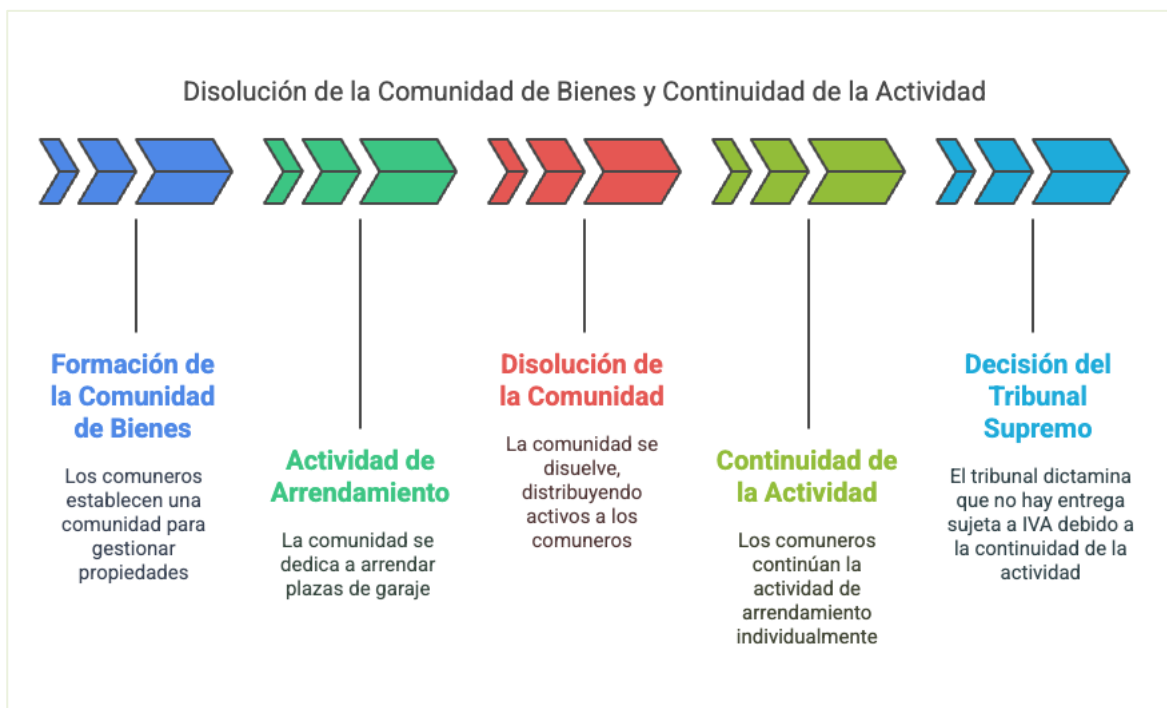 Disolución de la Comunidad de Bienes y Continuidad de la Actividad
Formación de
la Comunidad
de Bienes
Los comuneros
establecen una
comunidad para
gestionar
propiedades
Actividad de
Arrendamiento
La comunidad se
dedica a arrendar
plazas de garaje
Disolución de
la Comunidad
La comunidad se
disuelve,
distribuyendo
activos a los
comuneros
Continuidad de
la Actividad
Los comuneros
continúan la
actividad de
arrendamiento
individualmente
Decisión del
Tribunal
Supremo
El tribunal dictamina
que no hay entrega
sujeta a IVA debido a
la continuidad de la
actividad